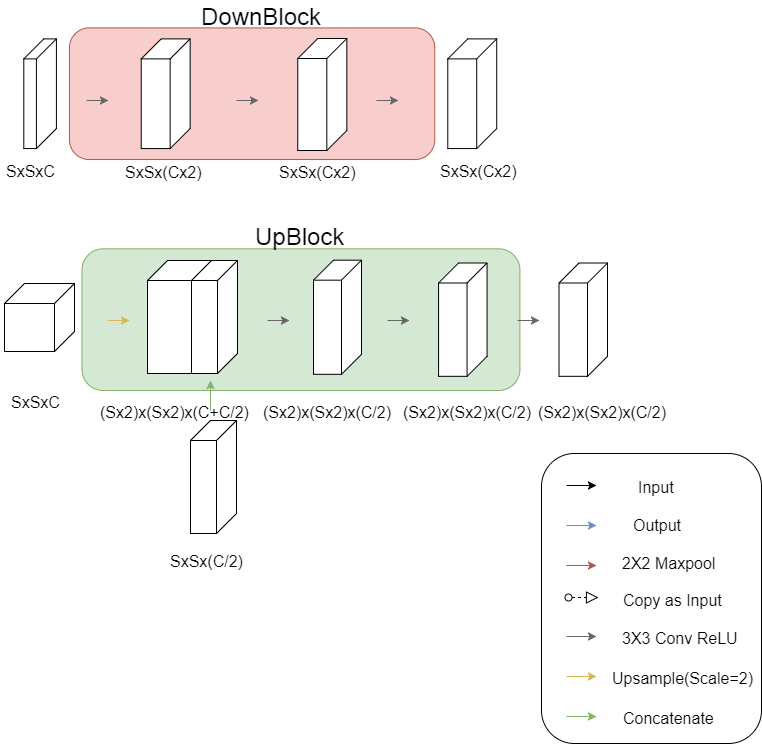 DownBlock
SxSxC
SxSx(Cx2)
SxSx(Cx2)
SxSx(Cx2)
UpBlock
SxSxC
(Sx2)x(Sx2)x(C+C/2)
(Sx2)x(Sx2)x(C/2)
(Sx2)x(Sx2)x(C/2)
(Sx2)x(Sx2)x(C/2)
SxSx(C/2)
Input
Output
2X2 Maxpool
Copy as Input
3X3 Conv ReLU
Upsample(Scale=2)
Concatenate